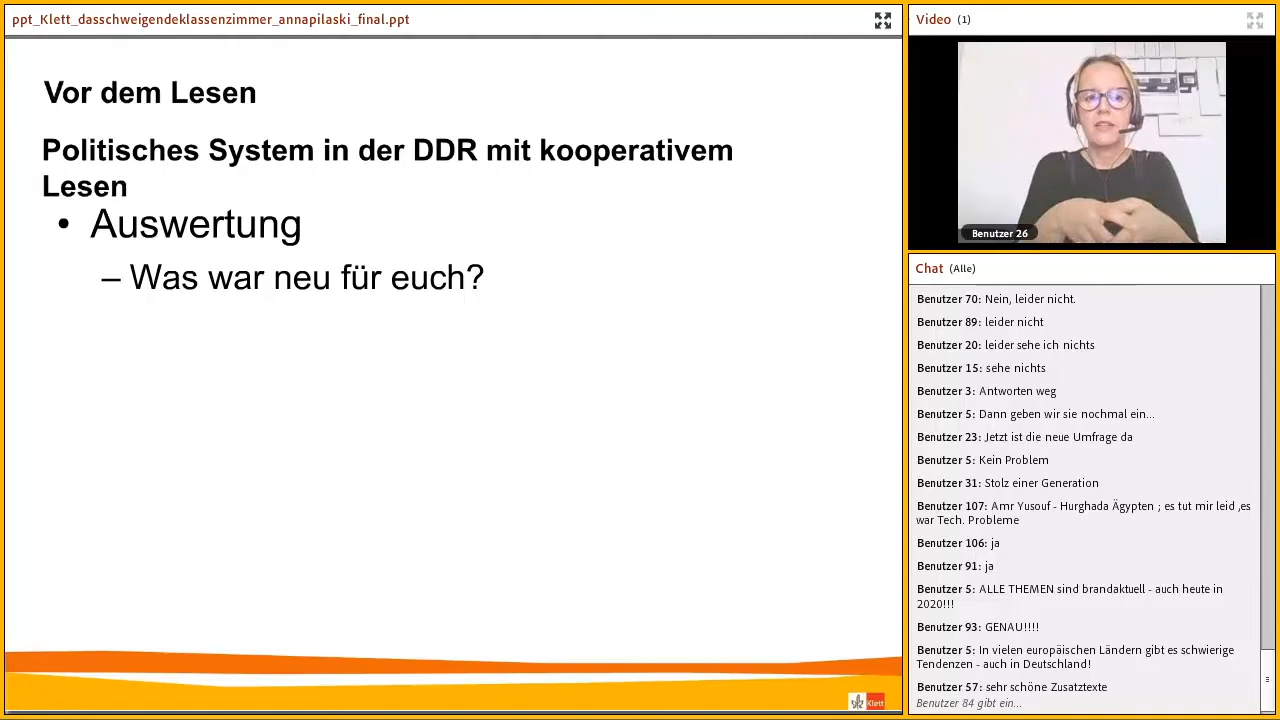 ppt_Klett_dasschweigendeklassenzimmer_annapilaski_final.ppt
Vor dem Lesen
Politisches System in der DDR mit kooperativem
Lesen
• Auswertung
– Was war neu für euch?
Klett
Video (1)
Benutzer 26
Chat (Alle)
Benutzer 70: Nein, leider nicht.
Benutzer 89: leider nicht
Benutzer 20: leider sehe ich nichts
Benutzer 15: sehe nichts
Benutzer 3: Antworten weg
Benutzer 5: Dann geben wir sie nochmal ein...
Benutzer 23: Jetzt ist die neue Umfrage da
Benutzer 5: Kein Problem
Benutzer 31: Stolz einer Generation
Benutzer 107: Amr Yusouf - Hurghada Ägypten ; es tut mir leid ,es
war Tech. Probleme
Benutzer 106: ja
Benutzer 91: ja
Benutzer 5: ALLE THEMEN sind brandaktuell - auch heute in
2020!!!
Benutzer 93: GENAU!!!!
Benutzer 5: In vielen europäischen Ländern gibt es schwierige
Tendenzen - auch in Deutschland!
Benutzer 57: sehr schöne Zusatztexte
Benutzer 84 gibt ein...